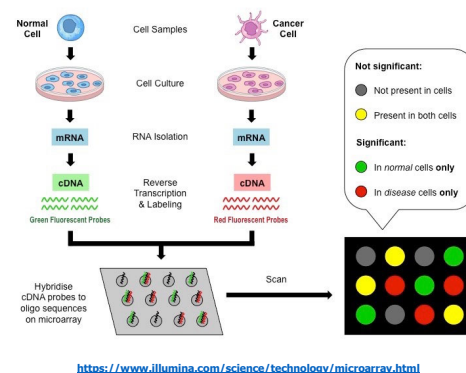 Normal
Cell
Cell Samples
Cancer
Cell
Cell Culture
RNA Isolation
mRNA
mRNA
cDNA
Reverse
Transcription
& Labeling
cDNA
Green Fluorescent Probes
Red Fluorescent Probes
Hybridise
cDNA probes to
oligo sequences
on microarray
Scan
Not significant:
Not present in cells
Present in both cells
Significant:
In normal cells only
In disease cells only
https://www.illumina.com/science/technology/microarray.html